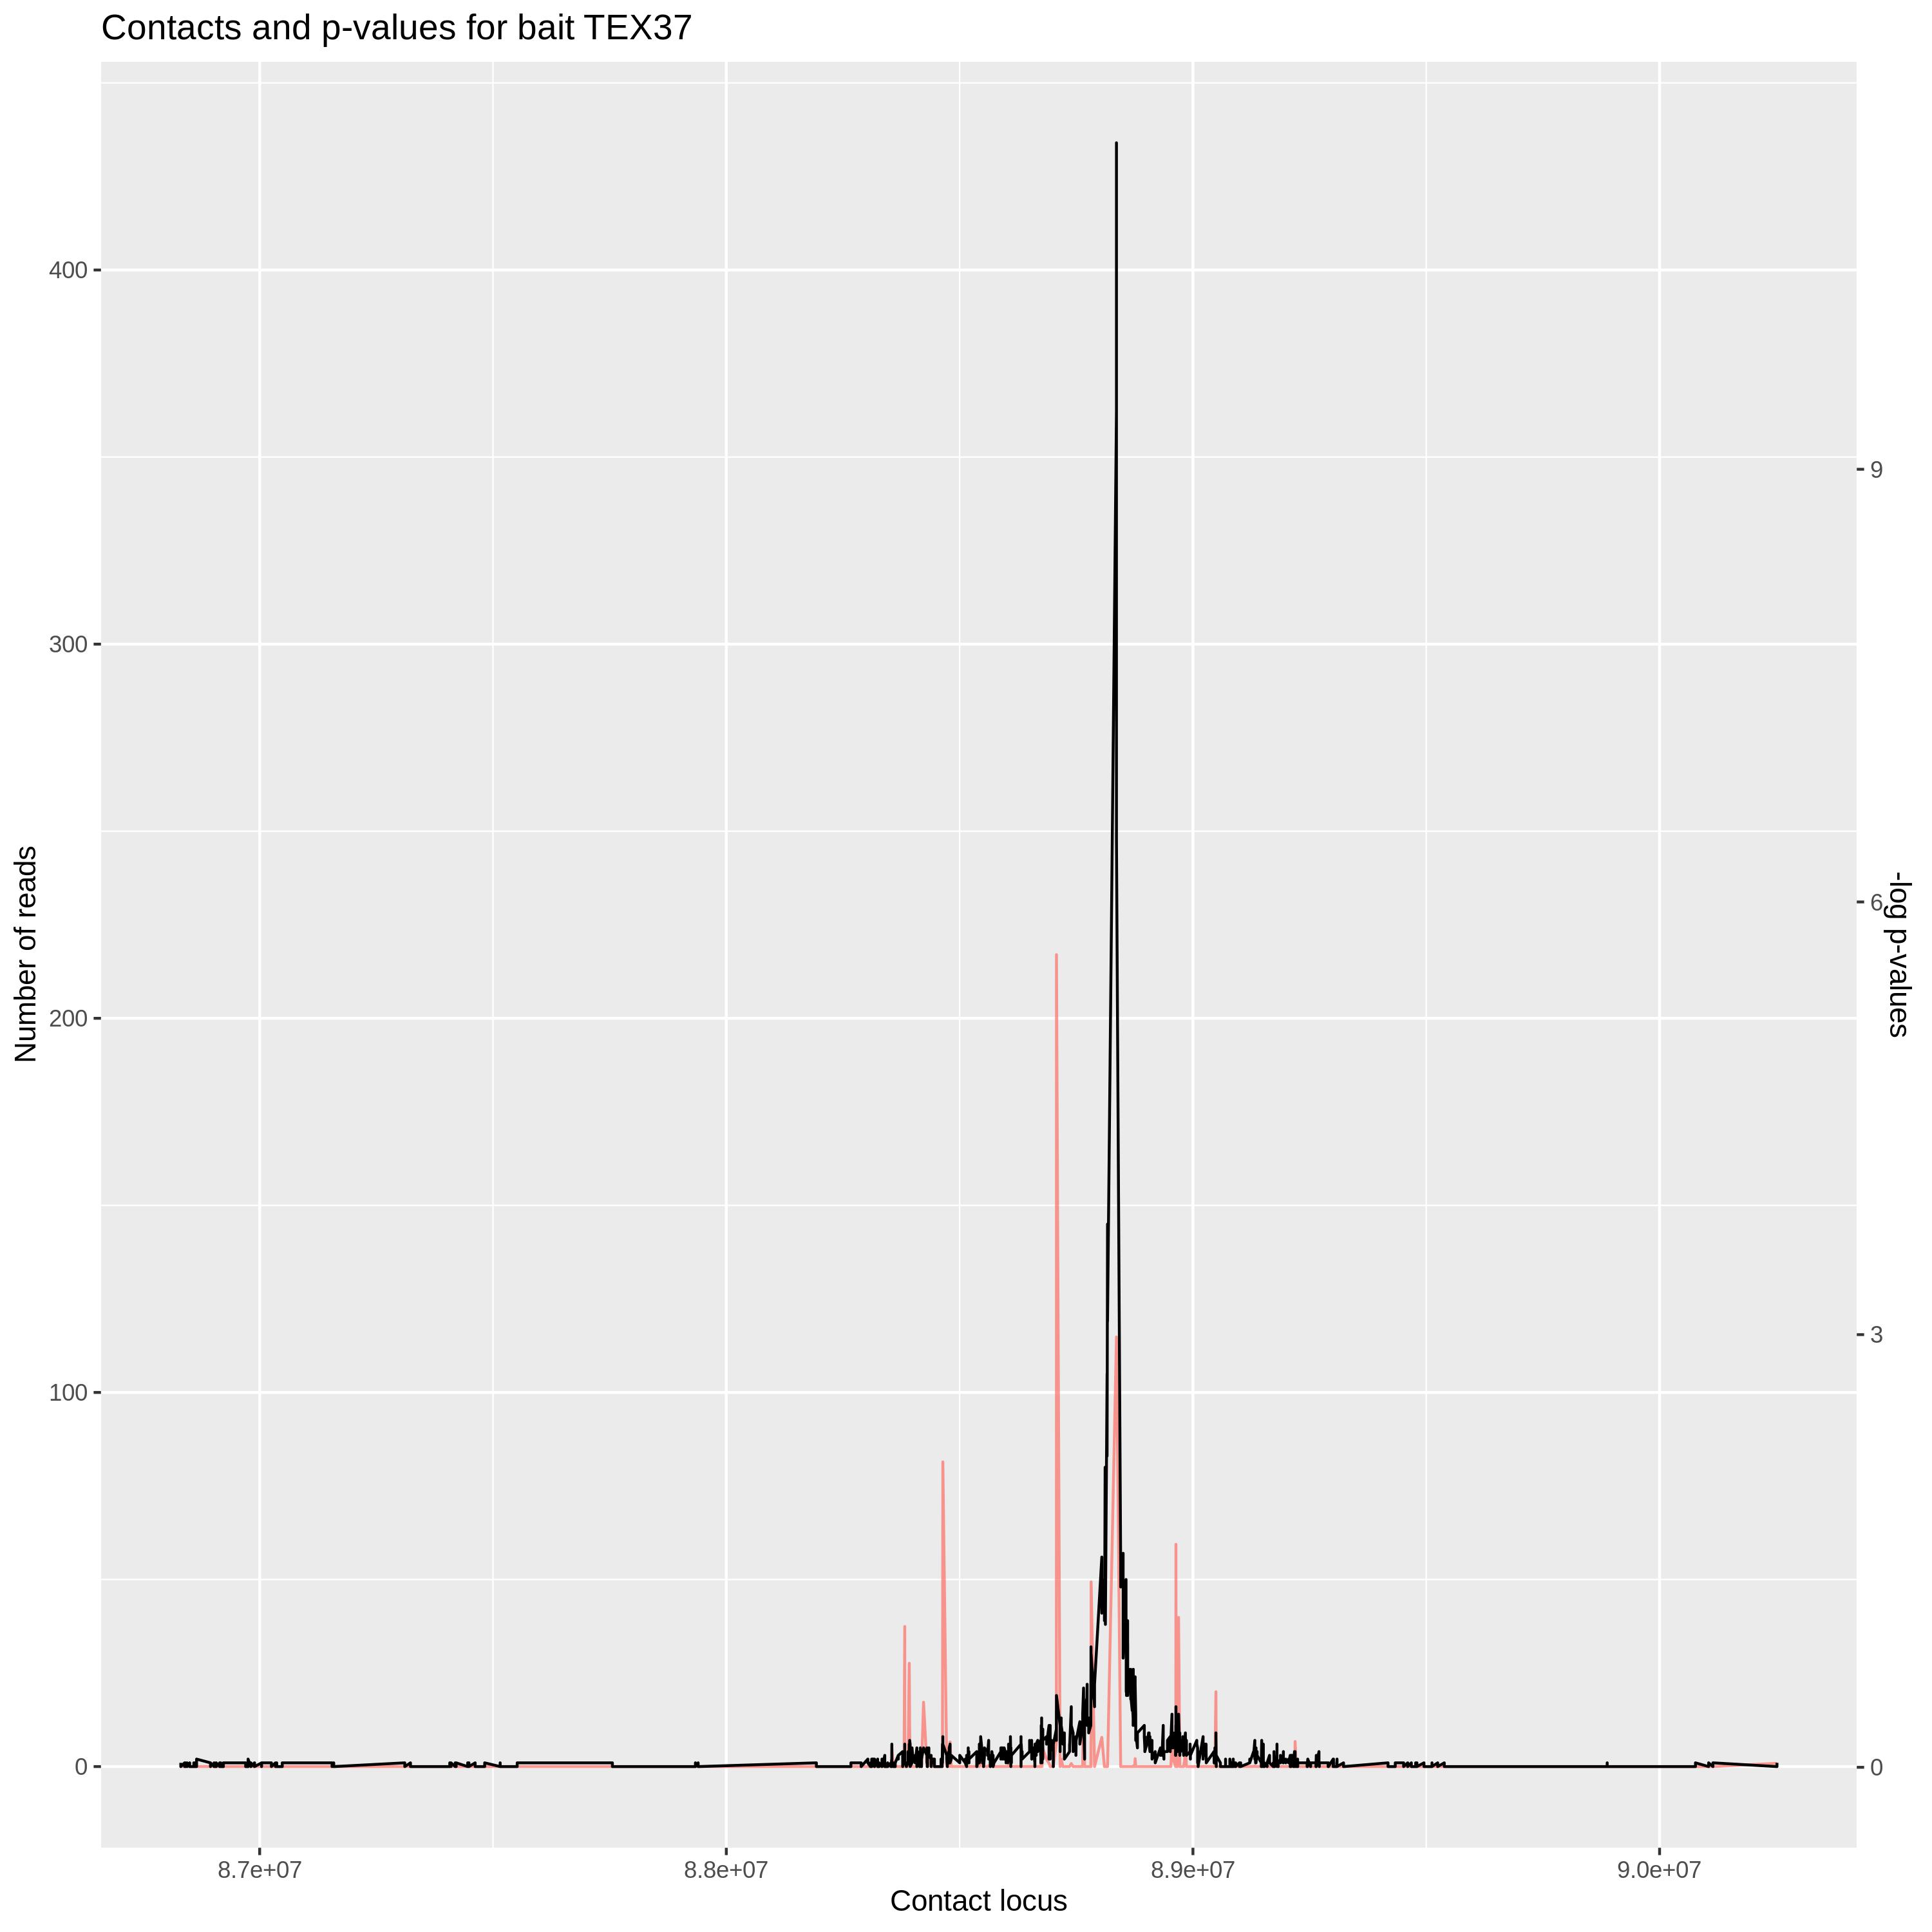 Contacts and p-values for bait TEX37
400
300
200
100
0
Number of reads
9
6
3
0
-log p-values
8.7e+07
8.8e+07
8.9e+07
9.0e+07
Contact locus